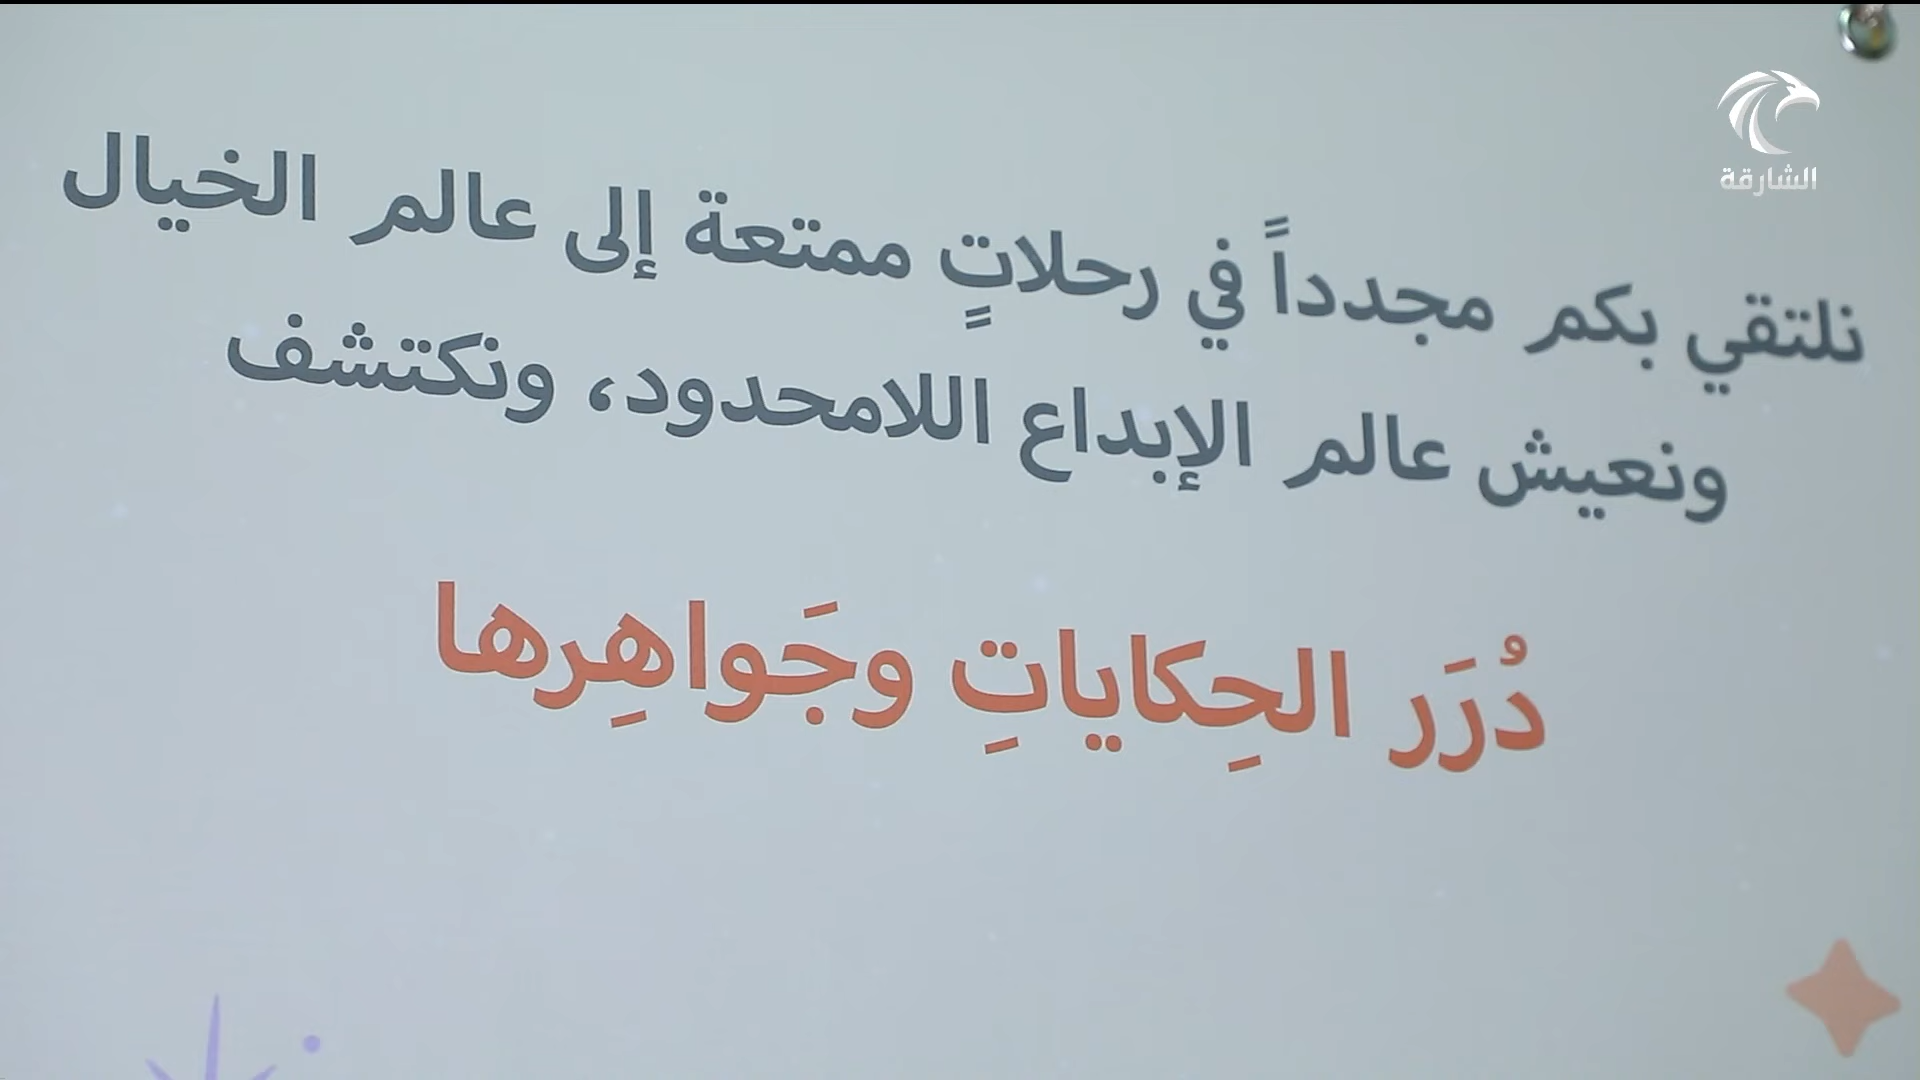 الشارقة
نلتقي بكم مجدداً في رحلاتٍ ممتعة إلى عالم الخيال
ونعيش عالم الإبداع اللامحدود، ونكتشف
دُرَر الحِكاياتِ وجَواهِرها